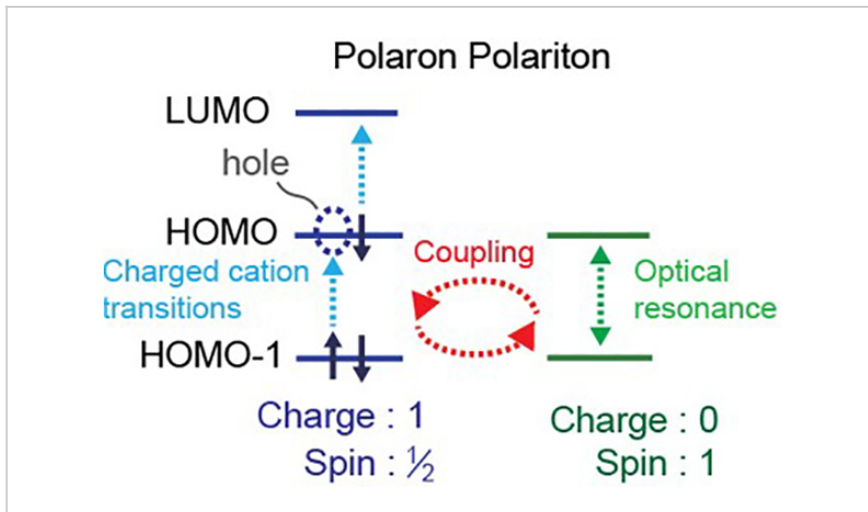 Polaron Polariton
LUMO
hole
HOMO
Coupling
Charged cation
transitions
Optical
resonance
HOMO-1
Charge : 1
Spin : ½
Charge : 0
Spin : 1